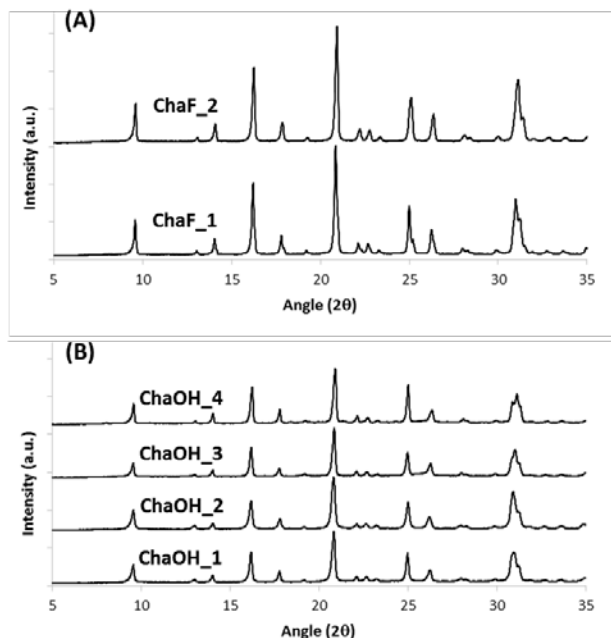 (A)
ChaF_2
ChaF_1
Intensity (a.u.)
5 10 15 20 25 30 35
Angle (2θ)
(B)
ChaOH_4
ChaOH_3
ChaOH_2
ChaOH_1
Intensity (a.u.)
5 10 15 20 25 30 35
Angle (2θ)